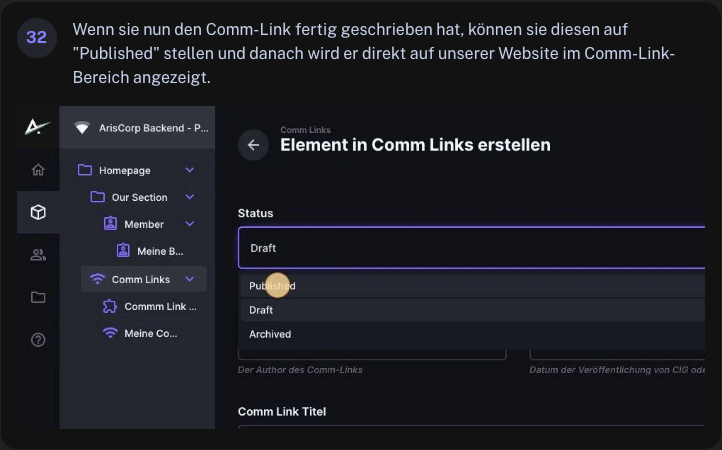 32
Wenn sie nun den Comm-Link fertig geschrieben hat, können sie diesen auf
"Published" stellen und danach wird er direkt auf unserer Website im Comm-Link-
Bereich angezeigt.
ArisCorp Backend - P...
Homepage
Our Section
Member
Meine B...
Comm Links
Commm Link ...
Meine Co...
Comm Links
Element in Comm Links erstellen
Status
Draft
Published
Draft
Archived
Der Author des Comm-Links
Datum der Veröffentlichung von CIG ode
Comm Link Titel